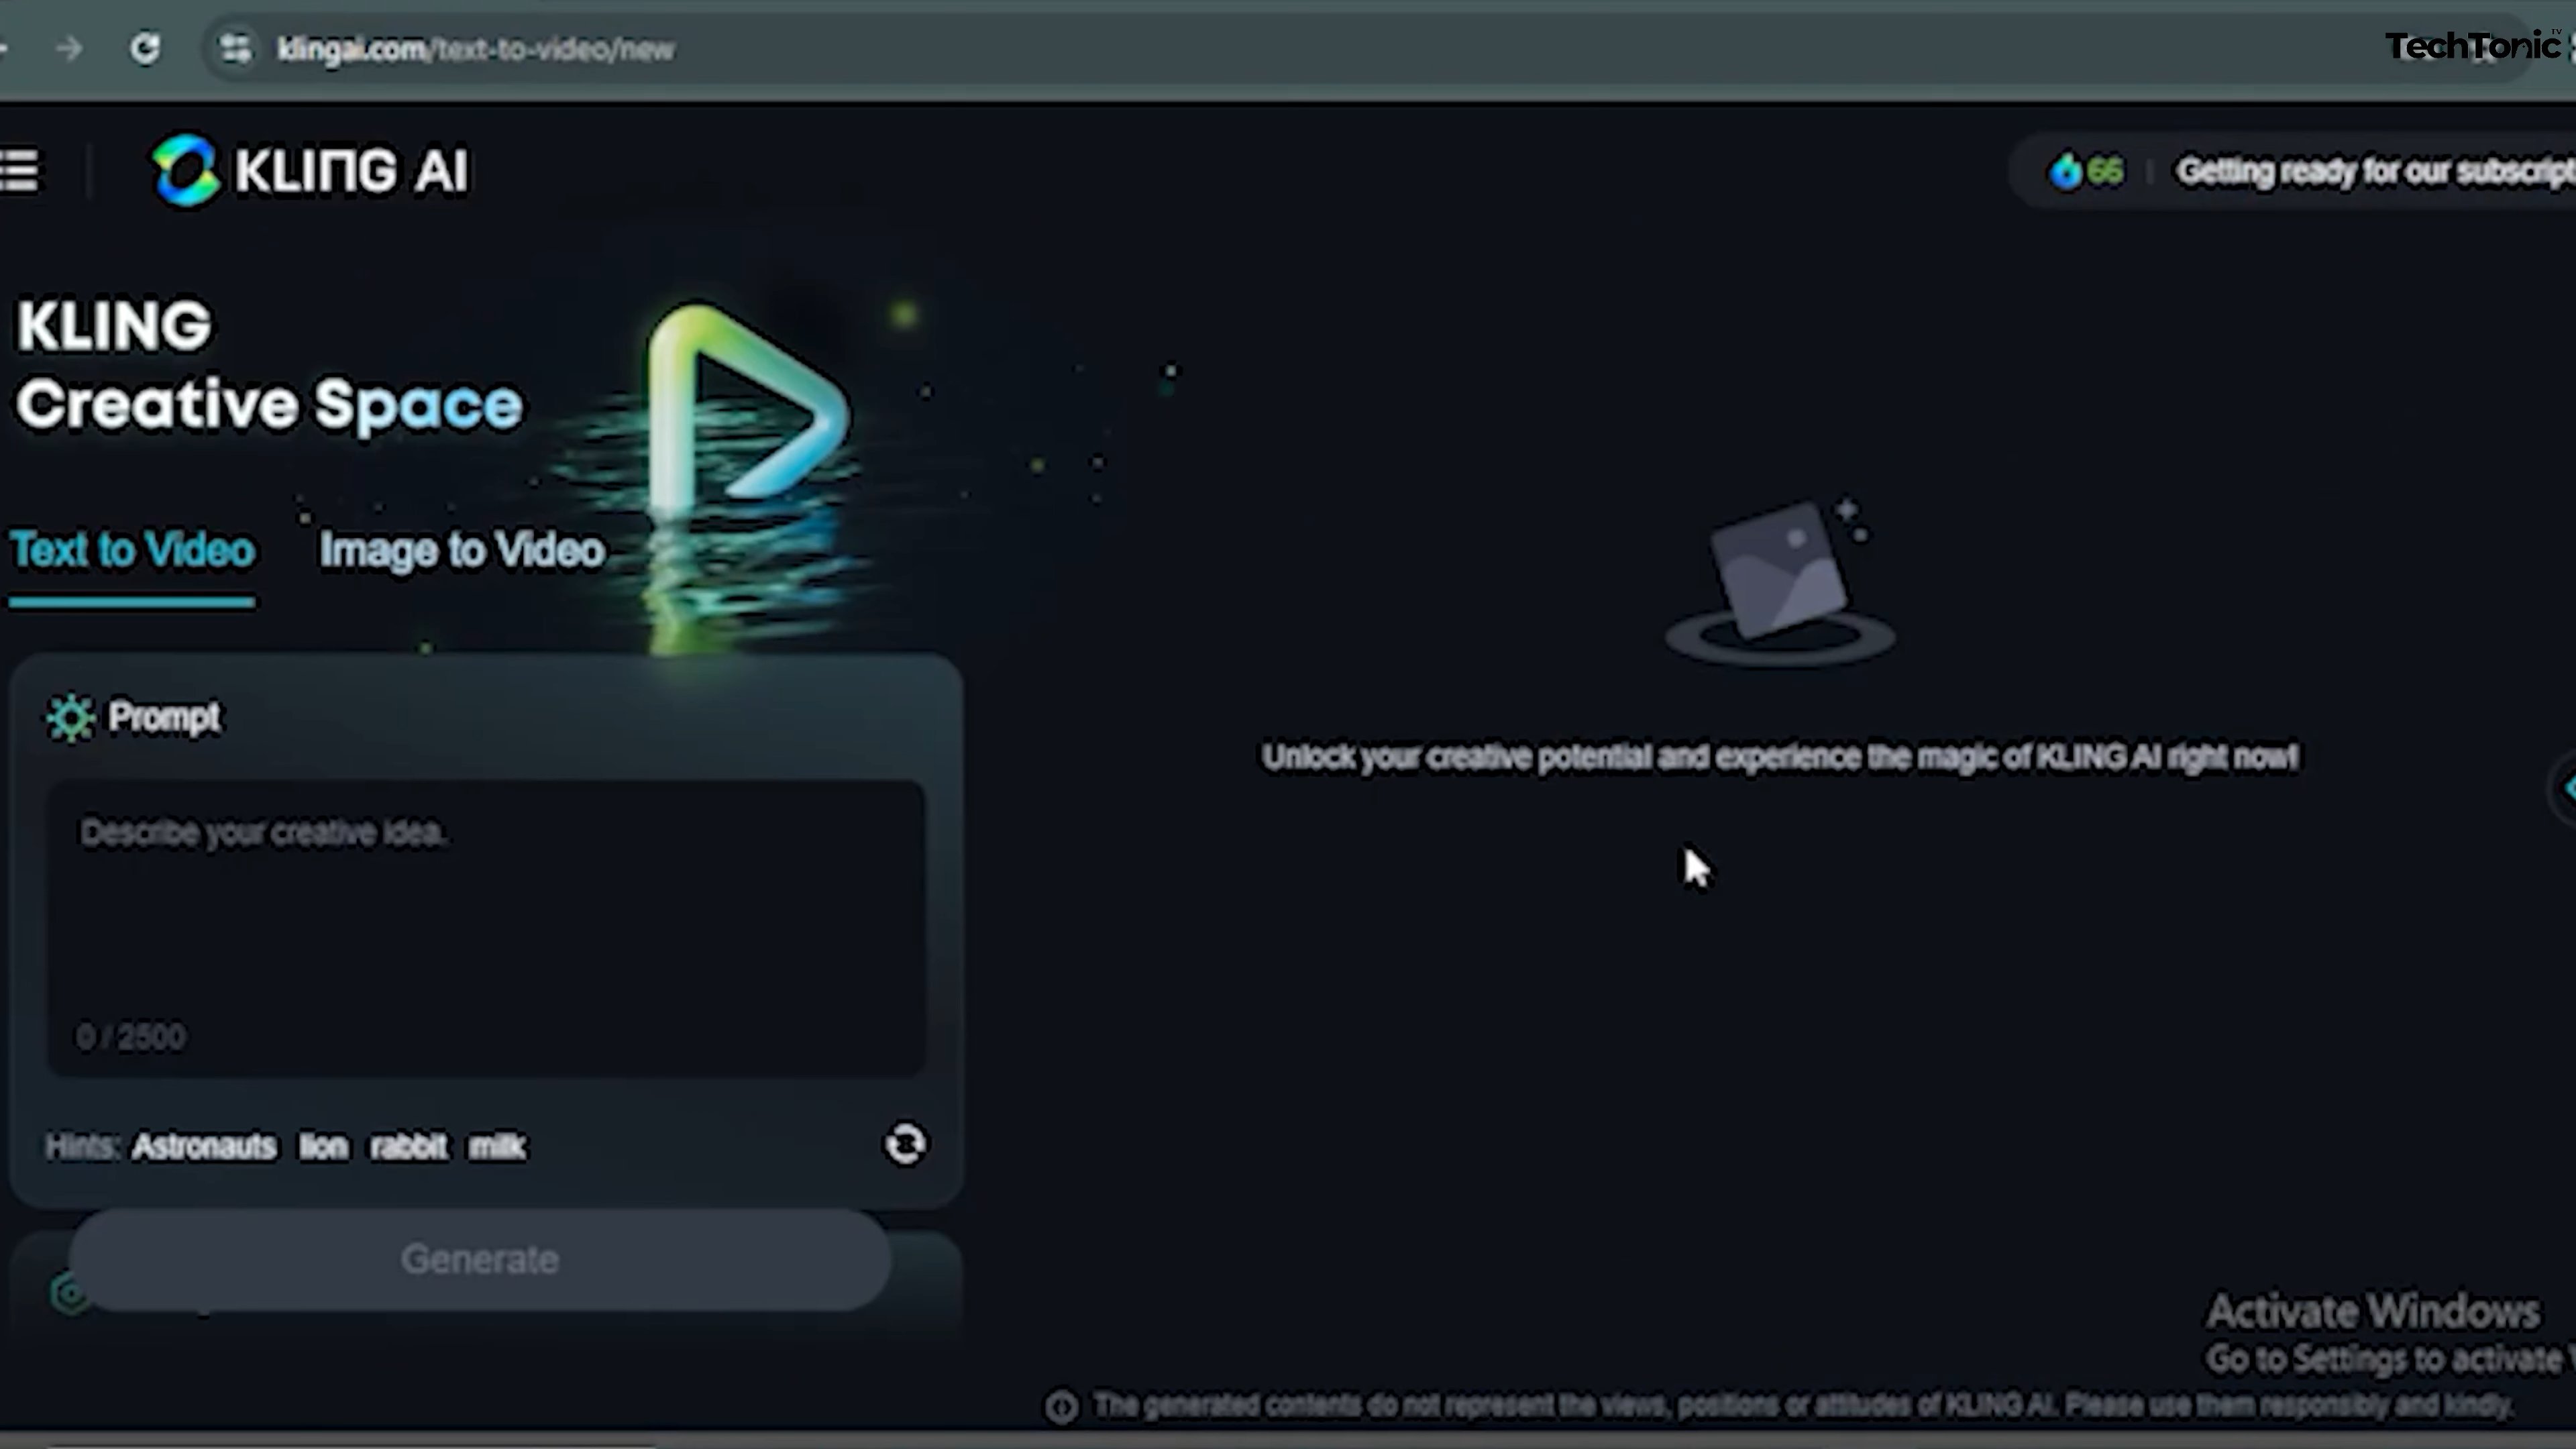 klingai.com/text-to-video/new
TechTonic TV
KLING AI
66
Getting ready for our subscript
KLING
Creative Space
Text to Video
Image to Video
Prompt
Describe your creative idea.
0 / 2500
Hints: Astronauts lion rabbit milk
Generate
Unlock your creative potential and experience the magic of KLING AI right now!
Activate Windows
Go to Settings to activate
The generated contents do not represent the views, positions or attitudes of KLING AI. Please use them responsibly and kindly.